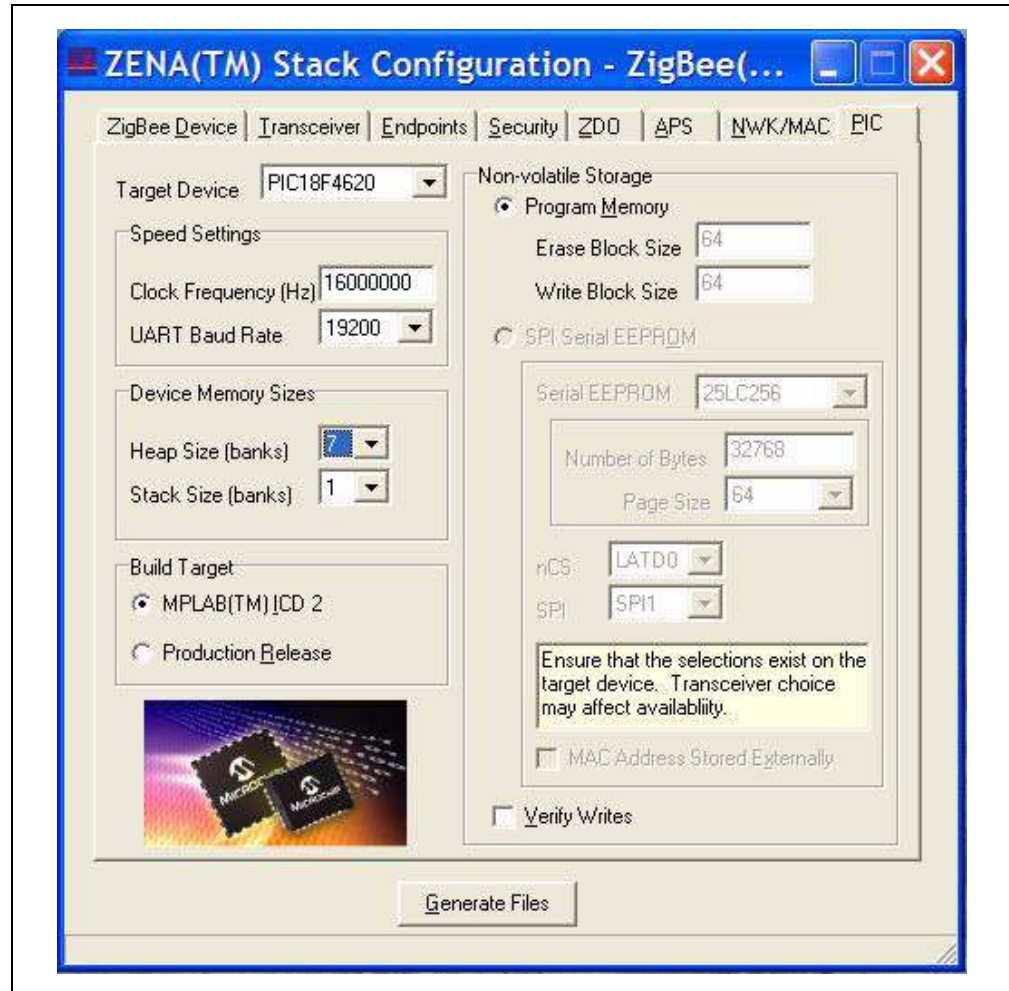 ZENA(TM) Stack Configuration - ZigBee(...
ZigBee Device
Transceiver
Endpoints
Security
ZDO
APS
NWK/MAC
PIC
Target Device PIC18F4620
Speed Settings
Clock Frequency (Hz) 16000000
UART Baud Rate 19200
Device Memory Sizes
Heap Size (banks) 7
Stack Size (banks) 1
Build Target
MPLAB(TM) ICD 2
Production Release
MICROCHIP
MICROCHIP
Non-volatile Storage
Program Memory
Erase Block Size 64
Write Block Size 64
SPI Serial EEPROM
Serial EEPROM 25LC256
Number of Bytes 32768
Page Size 64
nCS LATD0
SPI SPI1
Ensure that the selections exist on the
target device. Transceiver choice
may affect availabliity.
MAC Address Stored Externally
Verify Writes
Generate Files